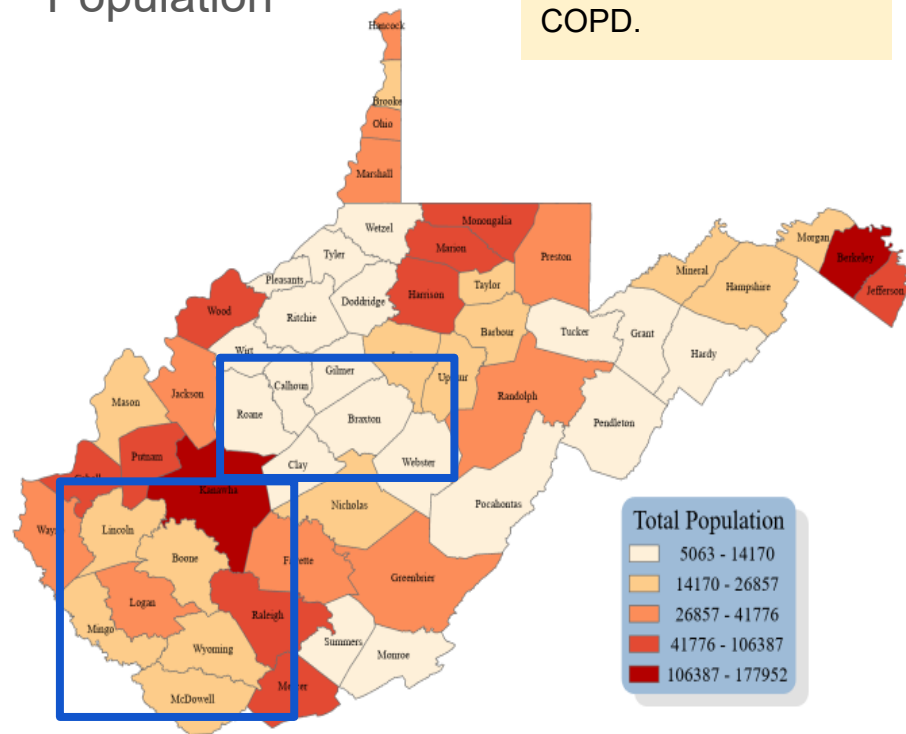 Population
COPD.
Hancock
Brooke
Ohio
Marshall
Wetzel
Monongalia
Marion
Preston
Tyler
Pleasants
Doddridge
Harrison
Taylor
Ritchie
Wood
Wirt
Barbour
Tucker
Grant
Mineral
Hampshire
Morgan
Berkeley
Jefferson
Hardy
Gilmer
Calhoun
Upshur
Randolph
Mason
Jackson
Roane
Braxton
Pendleton
Putnam
Clay
Webster
Cabell
Kanawha
Nicholas
Pocahontas
Wayne
Lincoln
Boone
Fayette
Greenbrier
Logan
Raleigh
Mingo
Wyoming
Summers
Monroe
McDowell
Mercer
Total Population
5063 - 14170
14170 - 26857
26857 - 41776
41776 - 106387
106387 - 177952